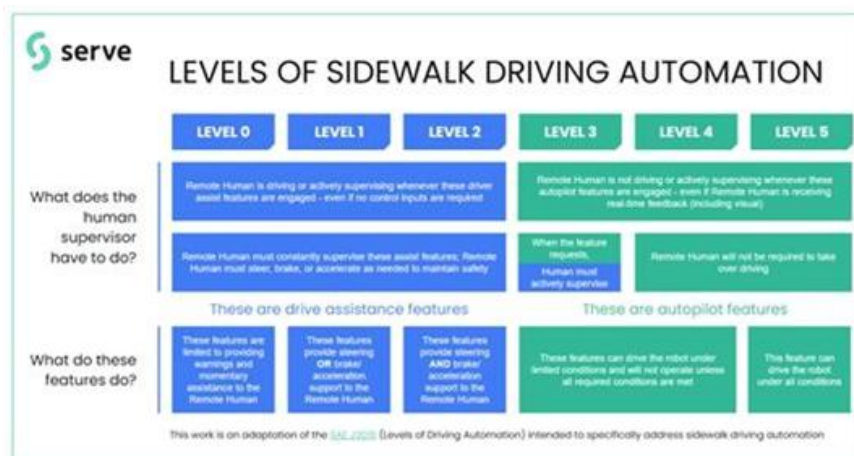 serve
LEVELS OF SIDEWALK DRIVING AUTOMATION
LEVEL 0
LEVEL 1
LEVEL 2
LEVEL 3
LEVEL 4
LEVEL 5
What does the
human
supervisor
have to do?
Remote Human is driving or actively supervising whenever these driver
assist features are engaged - even if no control inputs are required
Remote Human is not driving or actively supervising whenever these
autopilot features are engaged - even if Remote Human is receiving
real-time feedback (including visual)
Remote Human must constantly supervise these assist features; Remote
Human must steer, brake, or accelerate as needed to maintain safety
When the feature
requests,
Human must
actively supervise
Remote Human will not be required to take
over driving
These are drive assistance features
These are autopilot features
What do these
features do?
These features are
limited to providing
warnings and
momentary
assistance to the
Remote Human
These features
provide steering
OR brake/
acceleration
support to the
Remote Human
These features
provide steering
AND brake/
acceleration
support to the
Remote Human
These features can drive the robot under
limited conditions and will not operate unless
all required conditions are met
This feature can
drive the robot
under all conditions
This work is an adaptation of the SAE J3016 (Levels of Driving Automation) intended to specifically address sidewalk driving automation